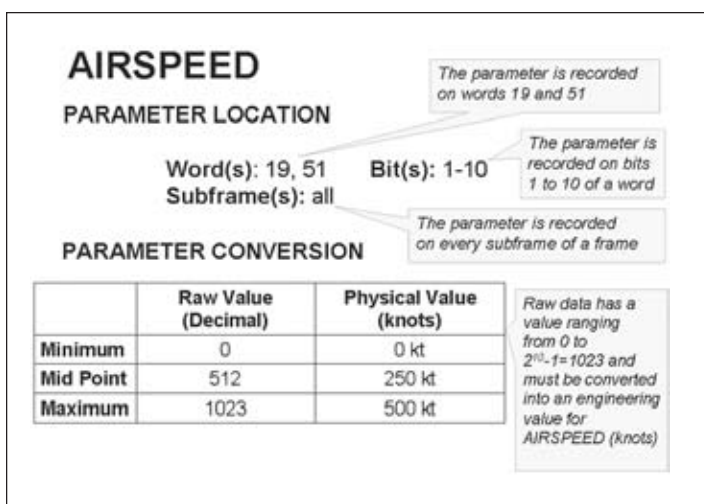 AIRSPEED
The parameter is recorded
on words 19 and 51
PARAMETER LOCATION
Word(s): 19, 51 Bit(s): 1-10
Subframe(s): all
The parameter is
recorded on bits
1 to 10 of a word
The parameter is recorded
on every subframe of a frame
PARAMETER CONVERSION
Raw Value
(Decimal)
Physical Value
(knots)
Minimum 0 0 kt
Mid Point 512 250 kt
Maximum 1023 500 kt
Raw data has a
value ranging
from 0 to
2¹⁰-1=1023 and
must be converted
into an engineering
value for
AIRSPEED (knots)